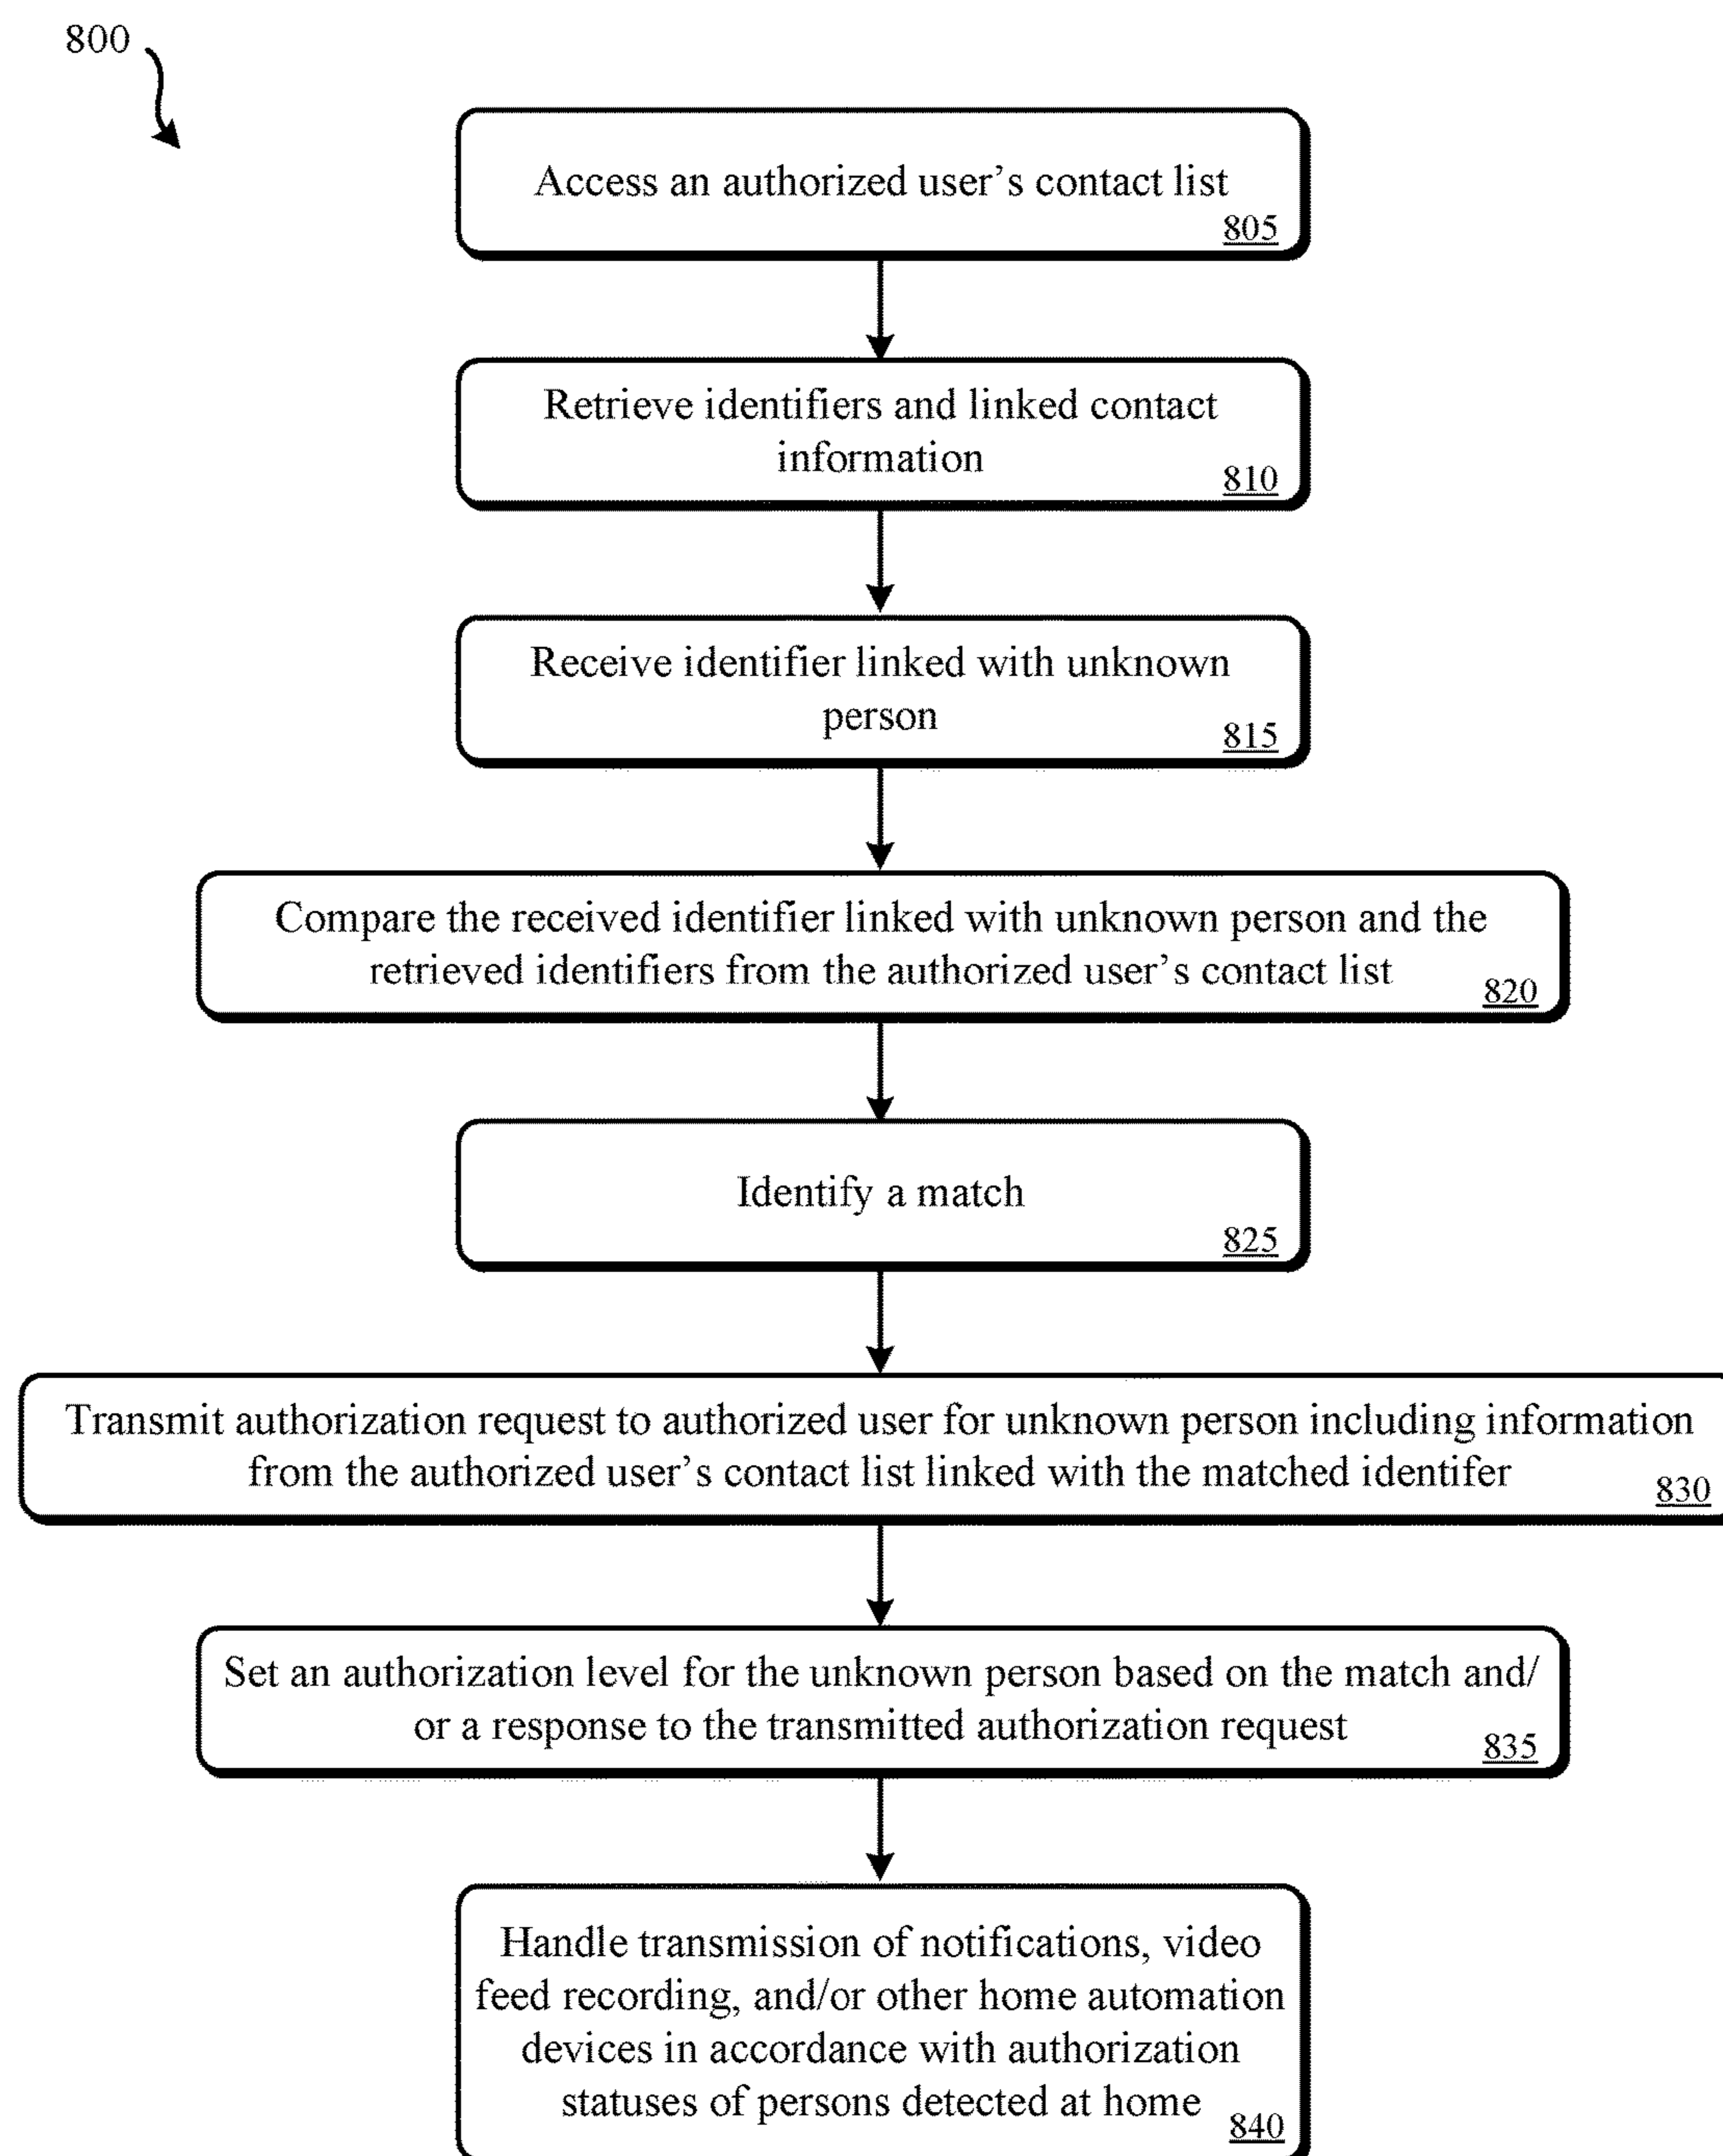 800
Access an authorized user’s contact list
805
Retrieve identifiers and linked contact
information
810
Receive identifier linked with unknown
person
815
Compare the received identifier linked with unknown person and the
retrieved identifiers from the authorized user’s contact list
820
Identify a match
825
Transmit authorization request to authorized user for unknown person including information
from the authorized user’s contact list linked with the matched identifer
830
Set an authorization level for the unknown person based on the match and/
or a response to the transmitted authorization request
835
Handle transmission of notifications, video
feed recording, and/or other home automation
devices in accordance with authorization
statuses of persons detected at home
840